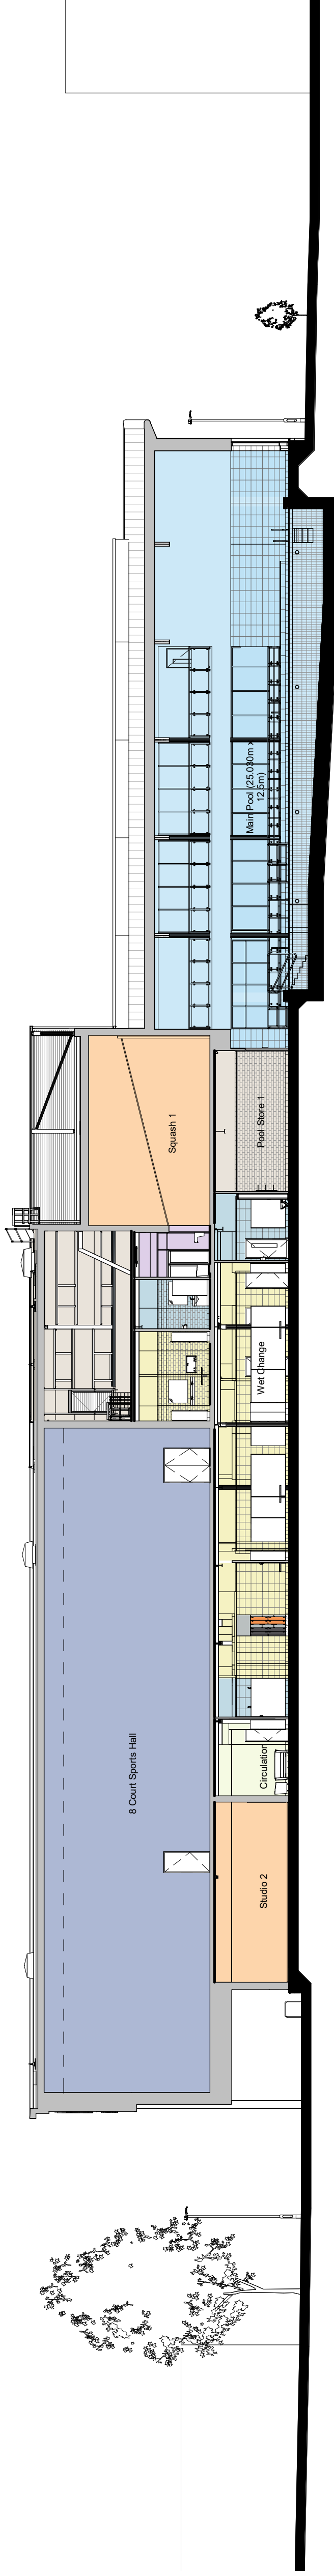 8 Court Sports Hall
Studio 2
Circulation
Wet Change
Squash 1
Pool Store 1
Main Pool (25.030m x
12.5m)